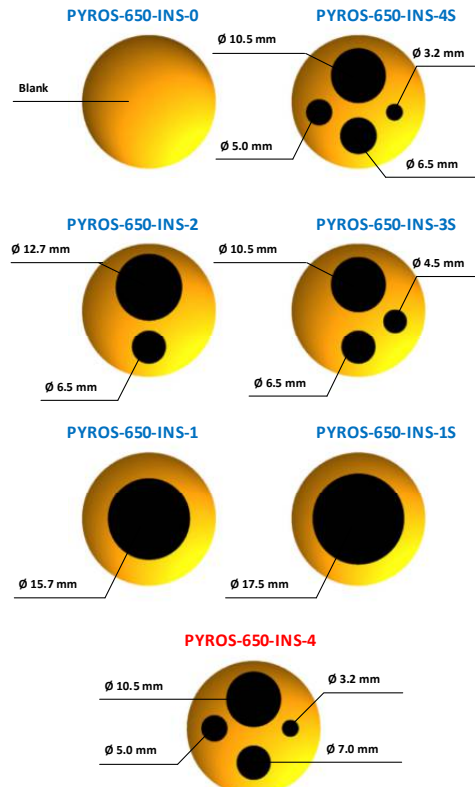 PYROS-650-INS-0
PYROS-650-INS-4S
Ø 10.5 mm
Ø 3.2 mm
Blank
Ø 5.0 mm
Ø 6.5 mm
PYROS-650-INS-2
PYROS-650-INS-3S
Ø 12.7 mm
Ø 10.5 mm
Ø 4.5 mm
Ø 6.5 mm
Ø 6.5 mm
PYROS-650-INS-1
PYROS-650-INS-1S
Ø 15.7 mm
Ø 17.5 mm
PYROS-650-INS-4
Ø 10.5 mm
Ø 3.2 mm
Ø 5.0 mm
Ø 7.0 mm